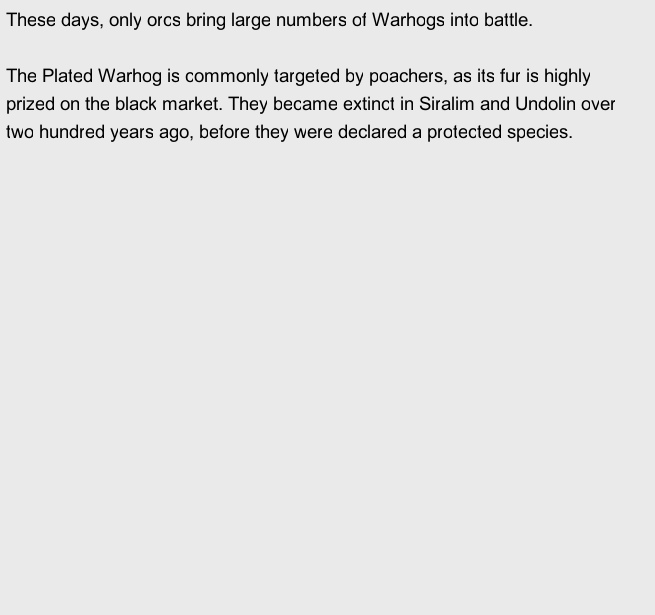 These days, only orcs bring large numbers of Warhogs into battle.
The Plated Warhog is commonly targeted by poachers, as its fur is highly
prized on the black market. They became extinct in Siralim and Undolin over
two hundred years ago, before they were declared a protected species.